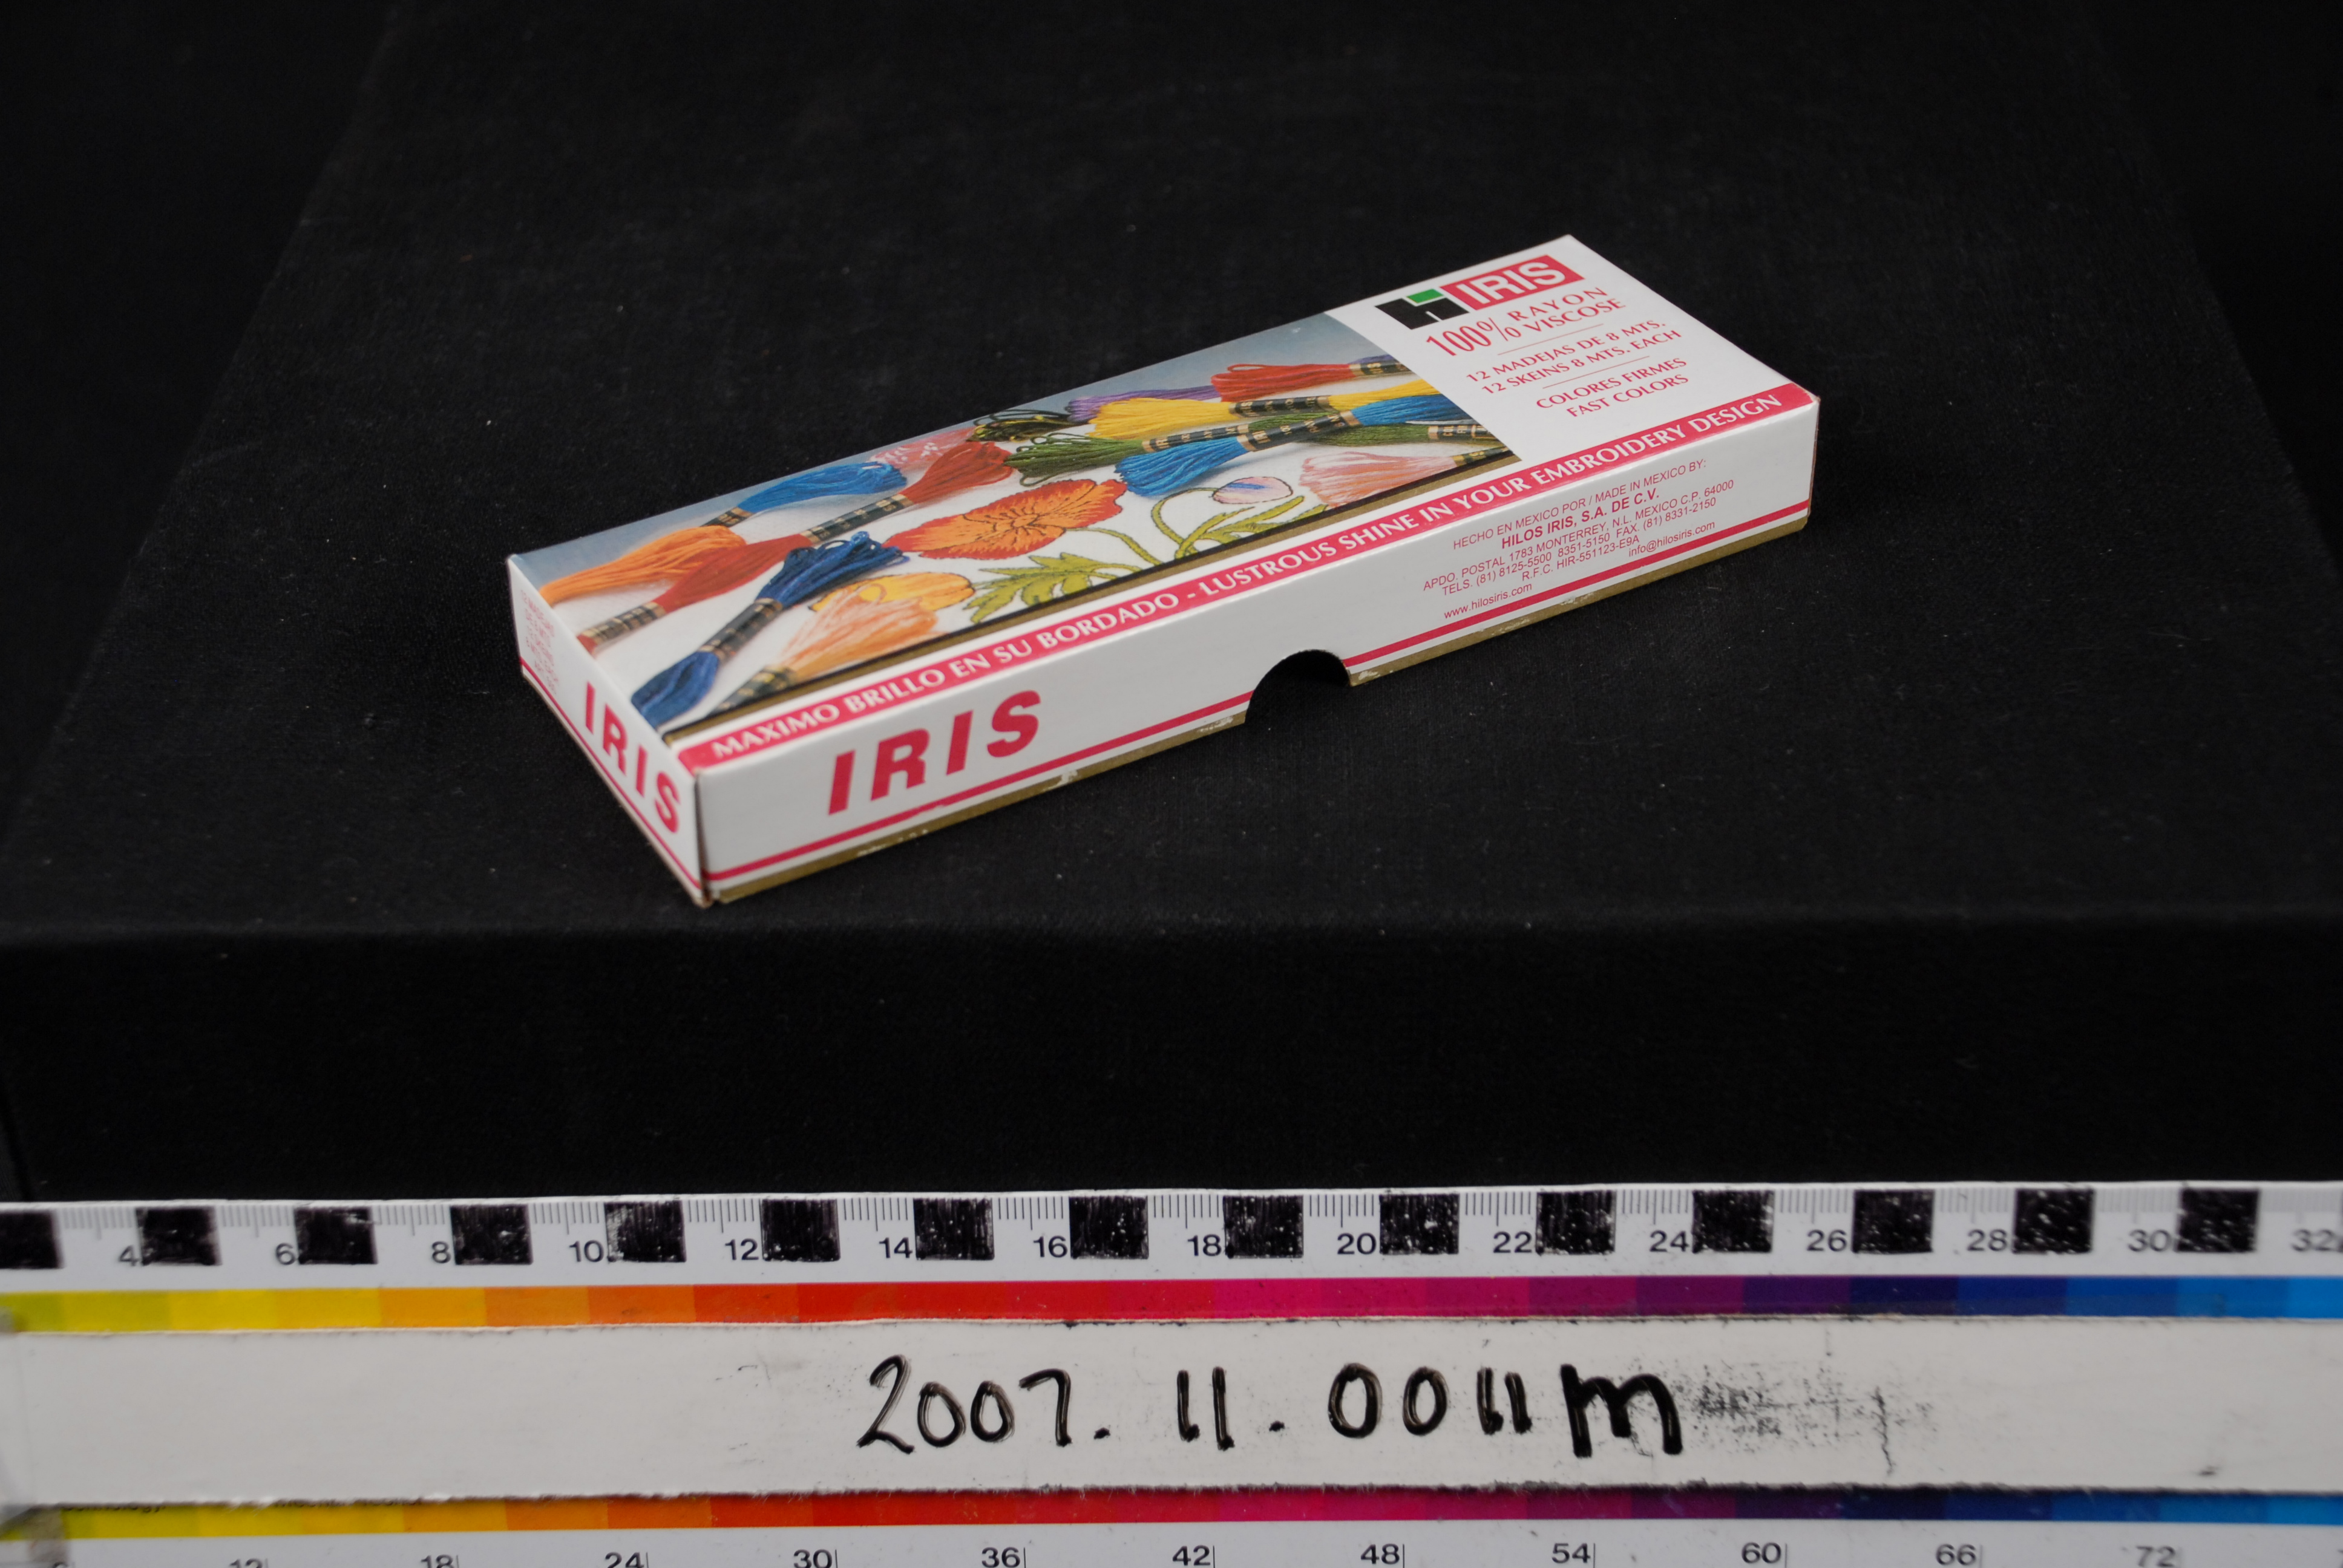 IRIS
100% RAYON
VISCOSE
12 MADEJAS DE 8 MTS.
12 SKEINS 8 MTS. EACH
COLORES FIRMES
FAST COLORS
MAXIMO BRILLO EN SU BORDADO - LUSTROUS SHINE IN YOUR EMBROIDERY DESIGN
HECHO EN MEXICO POR / MADE IN MEXICO BY:
HILOS IRIS, S.A. DE C.V.
APDO. POSTAL 1783 MONTERREY, N.L. MEXICO C.P. 64000
TELS. (81) 8125-5500 8351-5150 FAX. (81) 8331-2150
R.F.C. HIR-551123-E9A
www.hilosiris.com info@hilosiris.com
IRIS
IRIS
4 6 8 10 12 14 16 18 20 22 24 26 28 30 32
2007.11.0011m
12 18 24 30 36 42 48 54 60 66 72